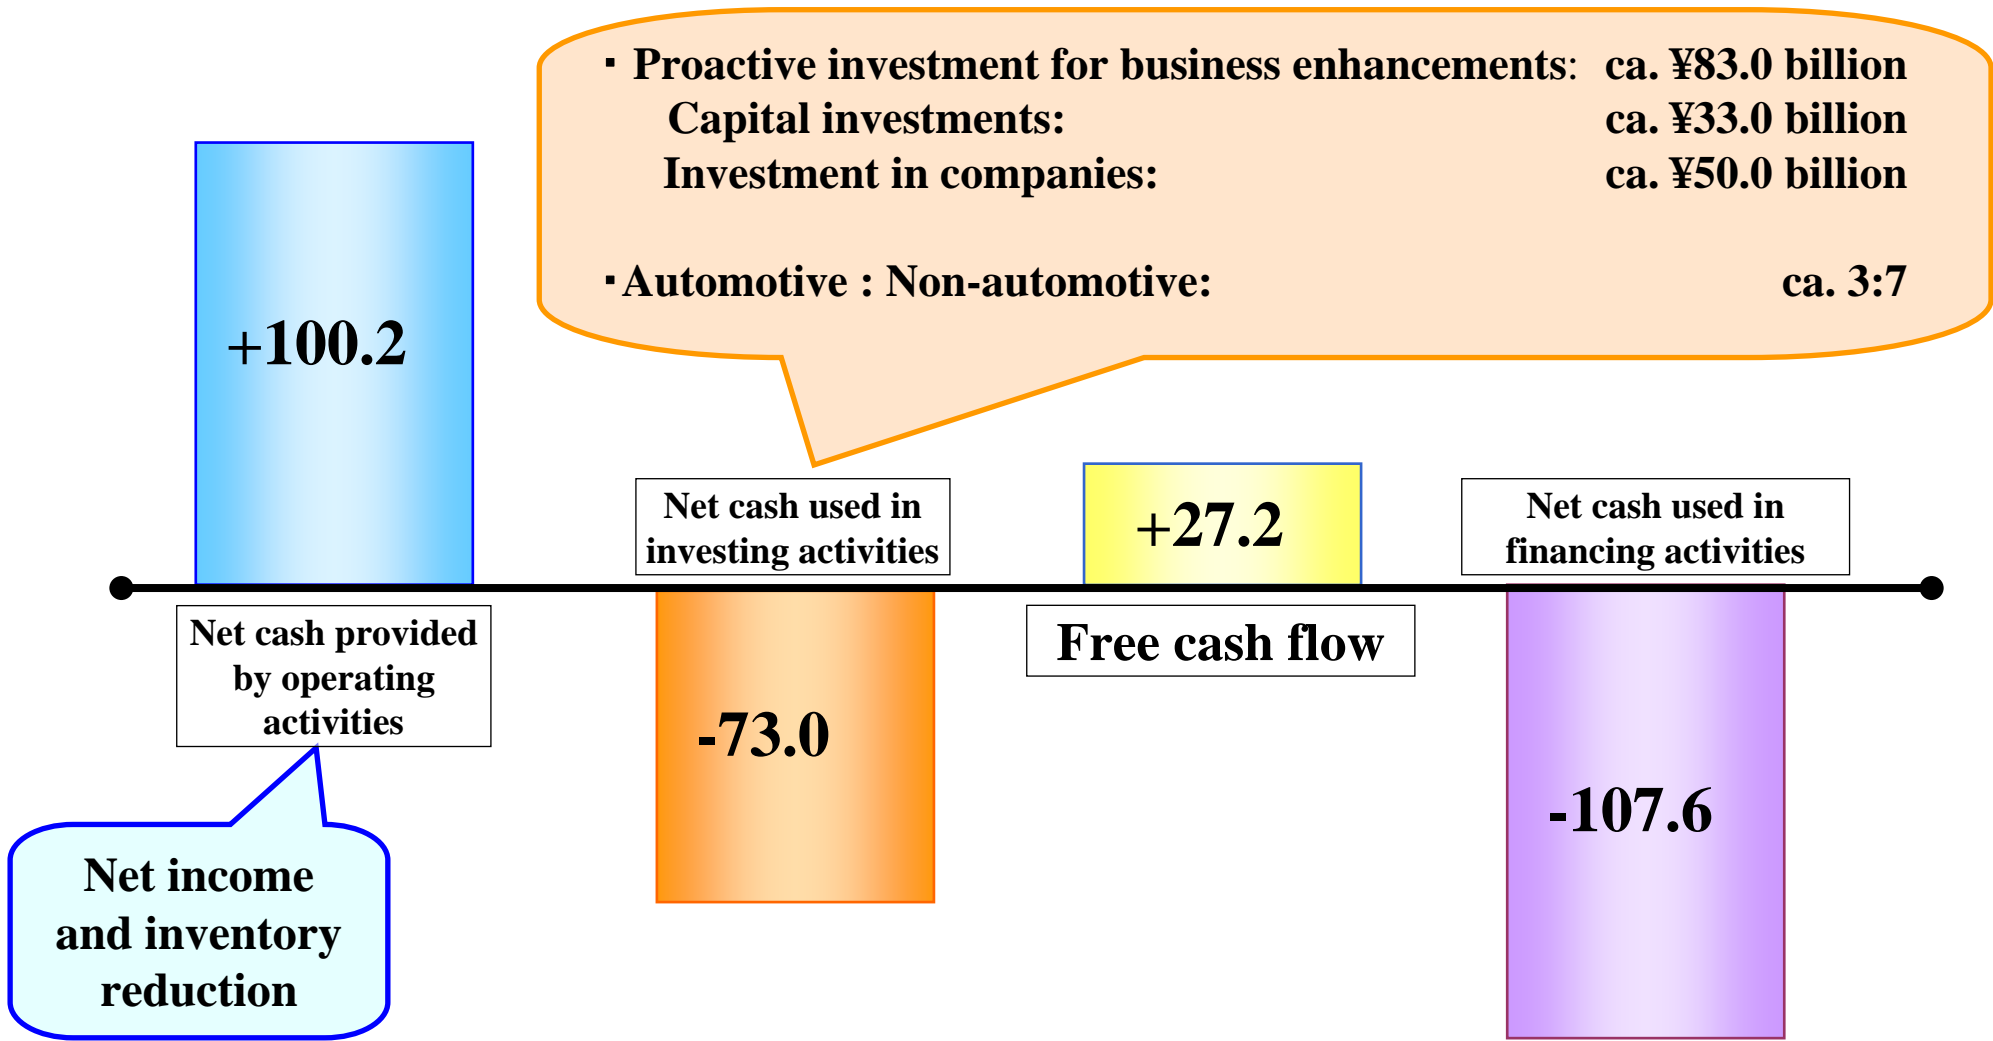 ・Proactive investment for business enhancements: ca. ¥83.0 billion
Capital investments: ca. ¥33.0 billion
Investment in companies: ca. ¥50.0 billion
・Automotive : Non-automotive: ca. 3:7
+100.2
Net cash provided
by operating
activities
Net income
and inventory
reduction
Net cash used in
investing activities
-73.0
+27.2
Free cash flow
Net cash used in
financing activities
-107.6